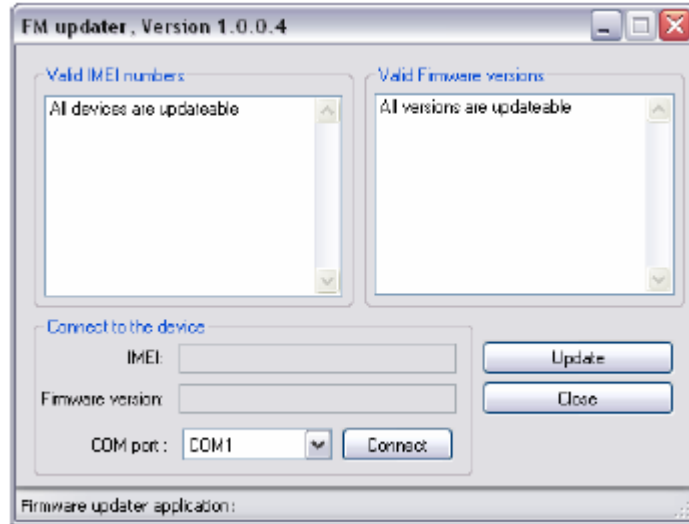 FM updater, Version 1.0.0.4
Valid IMEI numbers
All devices are updateable
Valid Firmware versions
All versions are updateable
Connect to the device
IMEI:
Firmware version:
COM port : COM1 Connect
Update
Close
Firmware updater application: